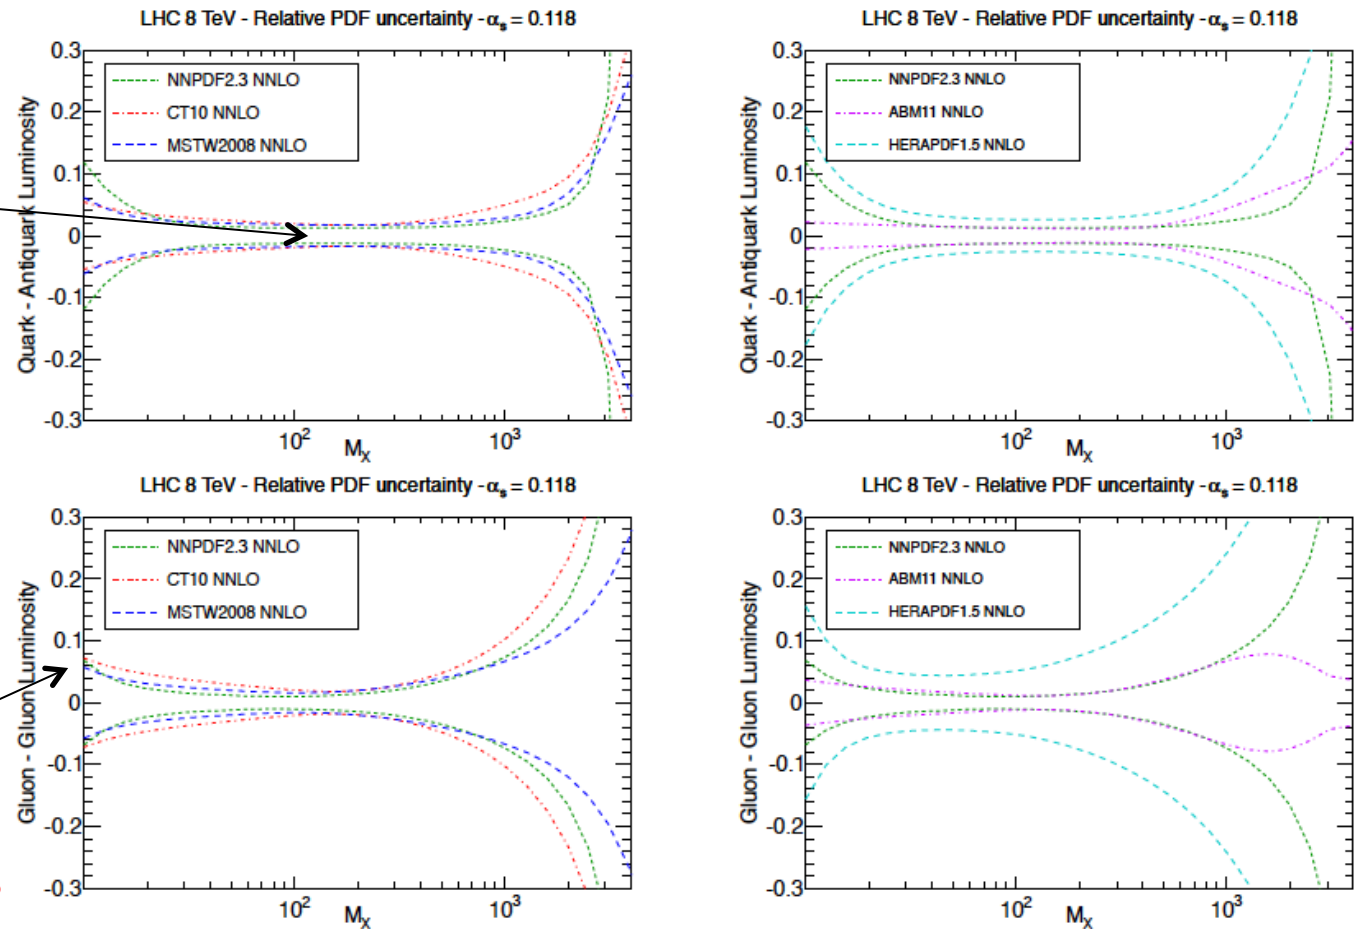 LHC 8 TeV - Relative PDF uncertainty - αs = 0.118
Quark - Antiquark Luminosity
0.3
0.2
0.1
0
-0.1
-0.2
-0.3
NNPDF2.3 NNLO
CT10 NNLO
MSTW2008 NNLO
10²
10³
MX
LHC 8 TeV - Relative PDF uncertainty - αs = 0.118
Quark - Antiquark Luminosity
0.3
0.2
0.1
0
-0.1
-0.2
-0.3
NNPDF2.3 NNLO
ABM11 NNLO
HERAPDF1.5 NNLO
10²
10³
MX
LHC 8 TeV - Relative PDF uncertainty - αs = 0.118
Gluon - Gluon Luminosity
0.3
0.2
0.1
0
-0.1
-0.2
-0.3
NNPDF2.3 NNLO
CT10 NNLO
MSTW2008 NNLO
10²
10³
MX
LHC 8 TeV - Relative PDF uncertainty - αs = 0.118
Gluon - Gluon Luminosity
0.3
0.2
0.1
0
-0.1
-0.2
-0.3
NNPDF2.3 NNLO
ABM11 NNLO
HERAPDF1.5 NNLO
10²
10³
MX